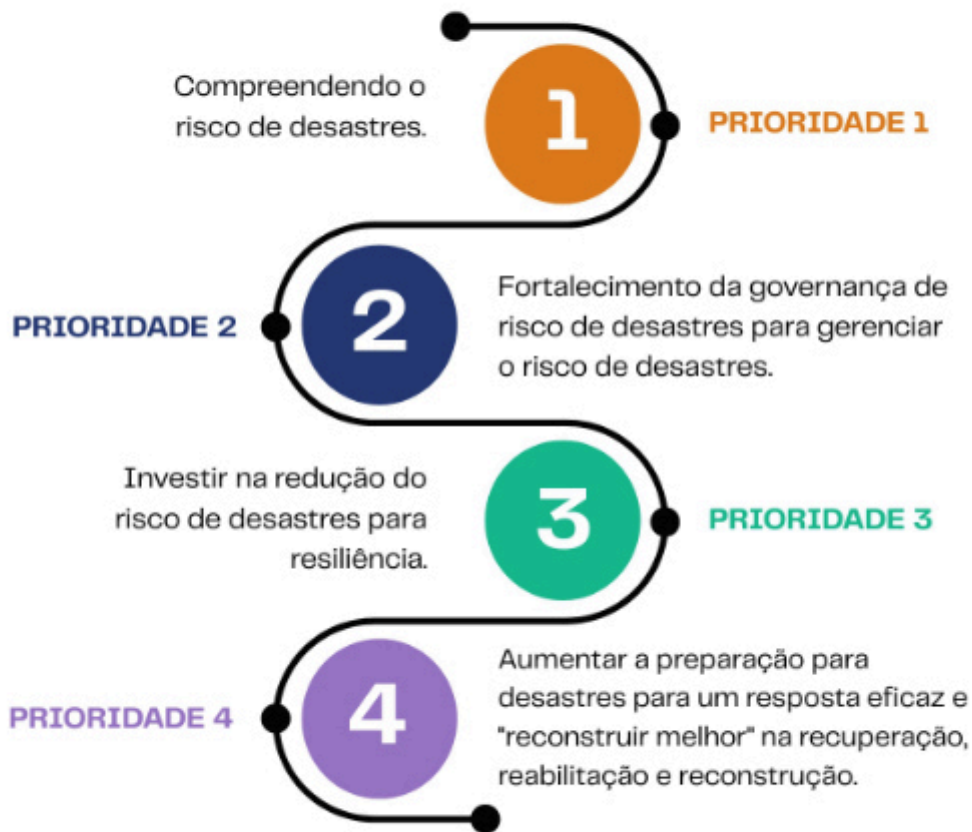 Compreendendo o
risco de desastres.
1
PRIORIDADE 1
PRIORIDADE 2
2
Fortalecimento da governança de
risco de desastres para gerenciar
o risco de desastres.
Investir na redução do
risco de desastres para
resiliência.
3
PRIORIDADE 3
PRIORIDADE 4
4
Aumentar a preparação para
desastres para um resposta eficaz e
"reconstruir melhor" na recuperação,
reabilitação e reconstrução.